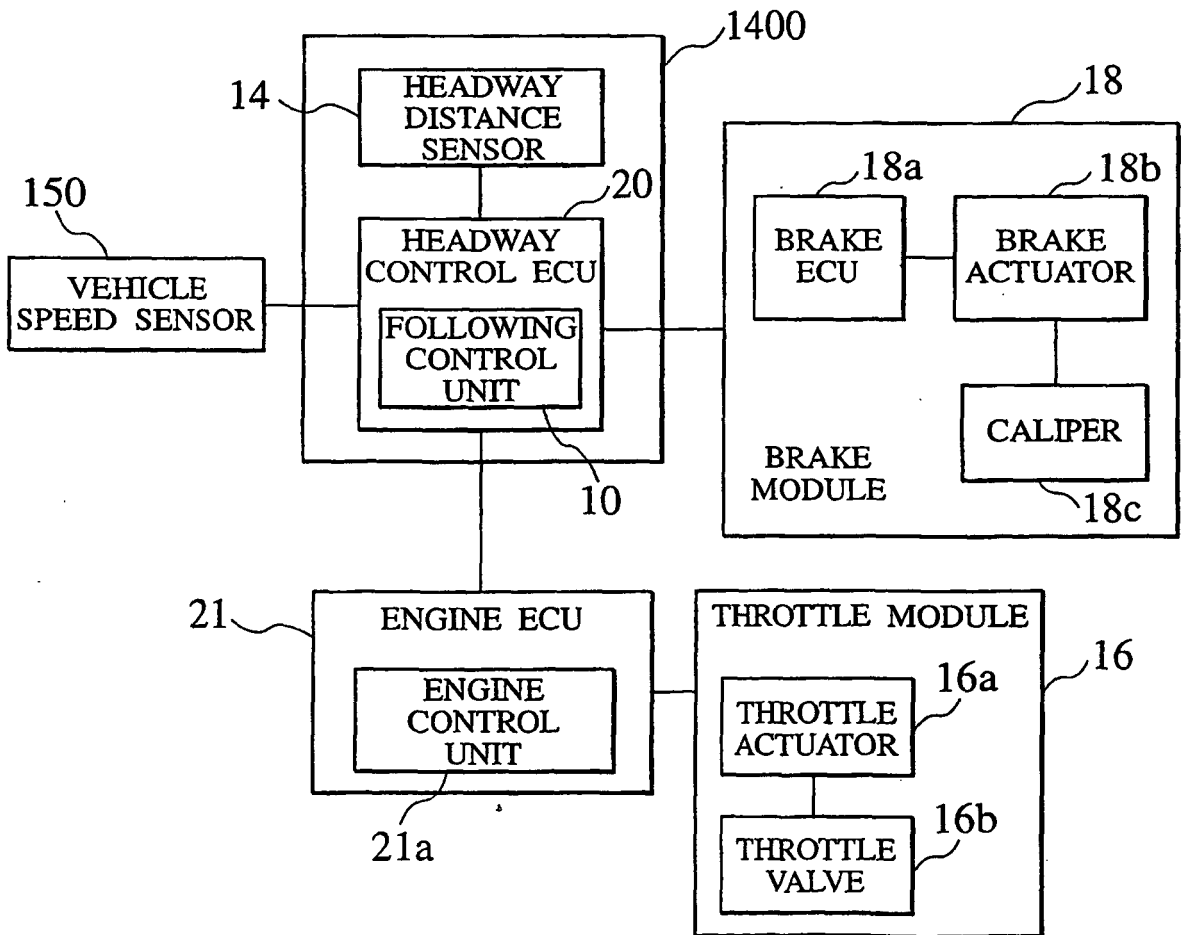 1400
14
HEADWAY
DISTANCE
SENSOR
18
150
20
18a
18b
HEADWAY
CONTROL ECU
BRAKE
ECU
BRAKE
ACTUATOR
VEHICLE
SPEED SENSOR
FOLLOWING
CONTROL
UNIT
CALIPER
BRAKE
MODULE
10
18c
21
ENGINE ECU
THROTTLE MODULE
16
ENGINE
CONTROL
UNIT
16a
THROTTLE
ACTUATOR
21a
16b
THROTTLE
VALVE